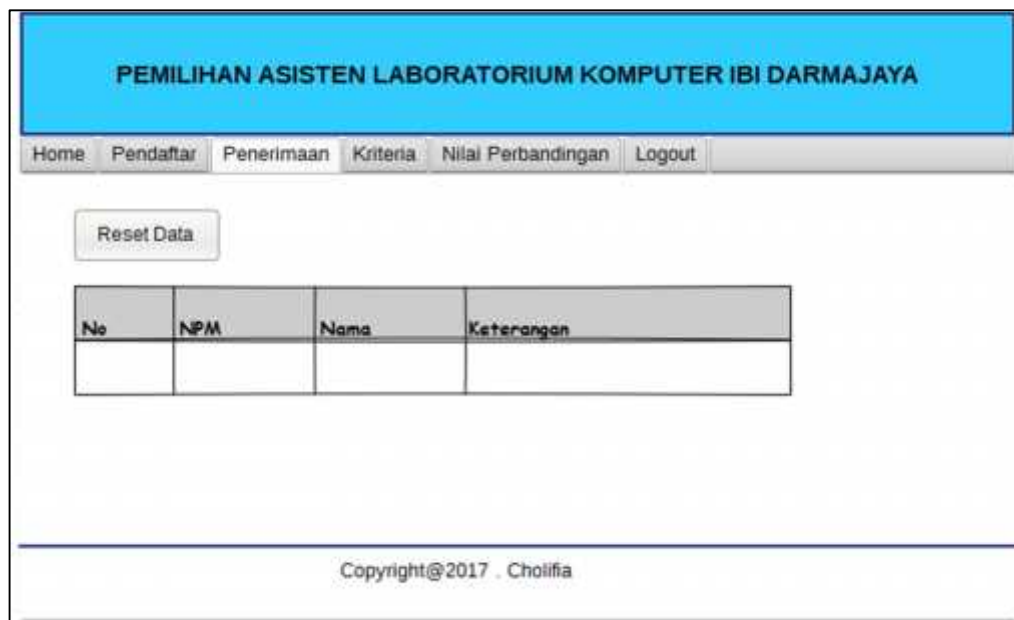 PEMILIHAN ASISTEN LABORATORIUM KOMPUTER IBI DARMAJAYA
Home Pendaftar Penerimaan Kriteria Nilai Perbandingan Logout
Reset Data
No NPM Nama Keterangan
Copyright@2017 . Cholifia